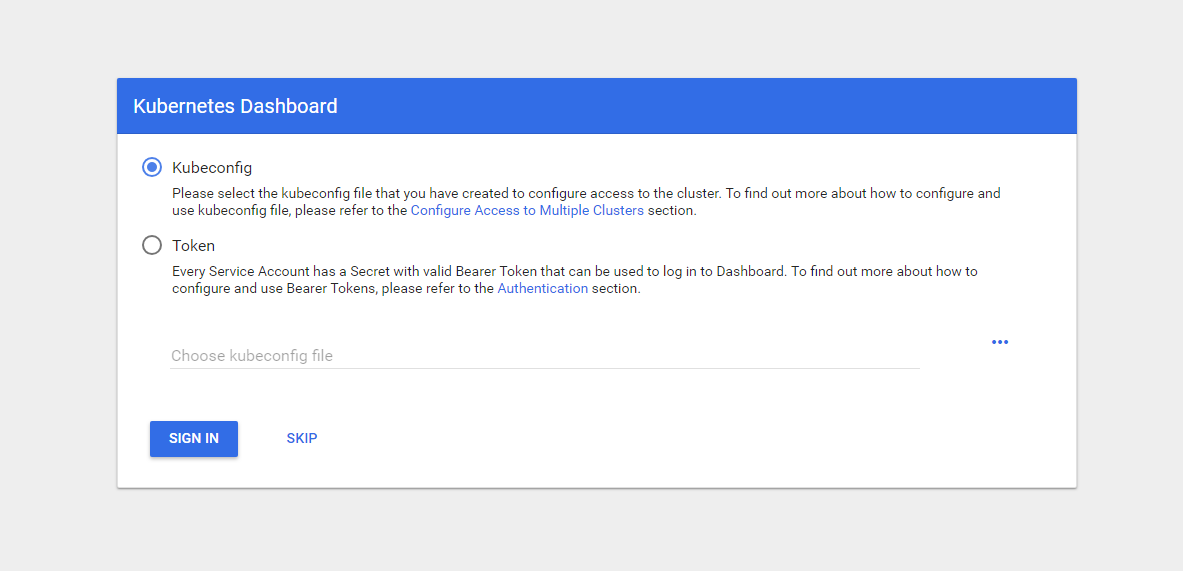 Kubernetes Dashboard
Kubeconfig
Please select the kubeconfig file that you have created to configure access to the cluster. To find out more about how to configure and
use kubeconfig file, please refer to the Configure Access to Multiple Clusters section.
Token
Every Service Account has a Secret with valid Bearer Token that can be used to log in to Dashboard. To find out more about how to
configure and use Bearer Tokens, please refer to the Authentication section.
Choose kubeconfig file
SIGN IN SKIP